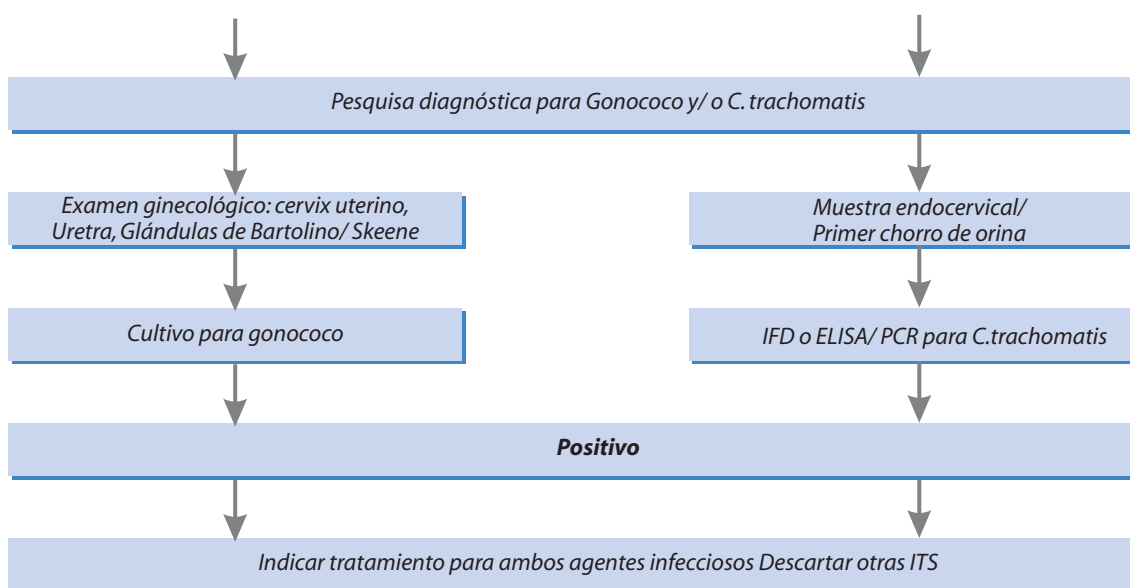 Pesquisa diagnóstica para Gonococo y/ o C. trachomatis
Examen ginecológico: cervix uterino,
Uretra, Glándulas de Bartolino/ Skeene
Muestra endocervical/
Primer chorro de orina
Cultivo para gonococo
IFD o ELISA/ PCR para C.trachomatis
Positivo
Indicar tratamiento para ambos agentes infecciosos Descartar otras ITS